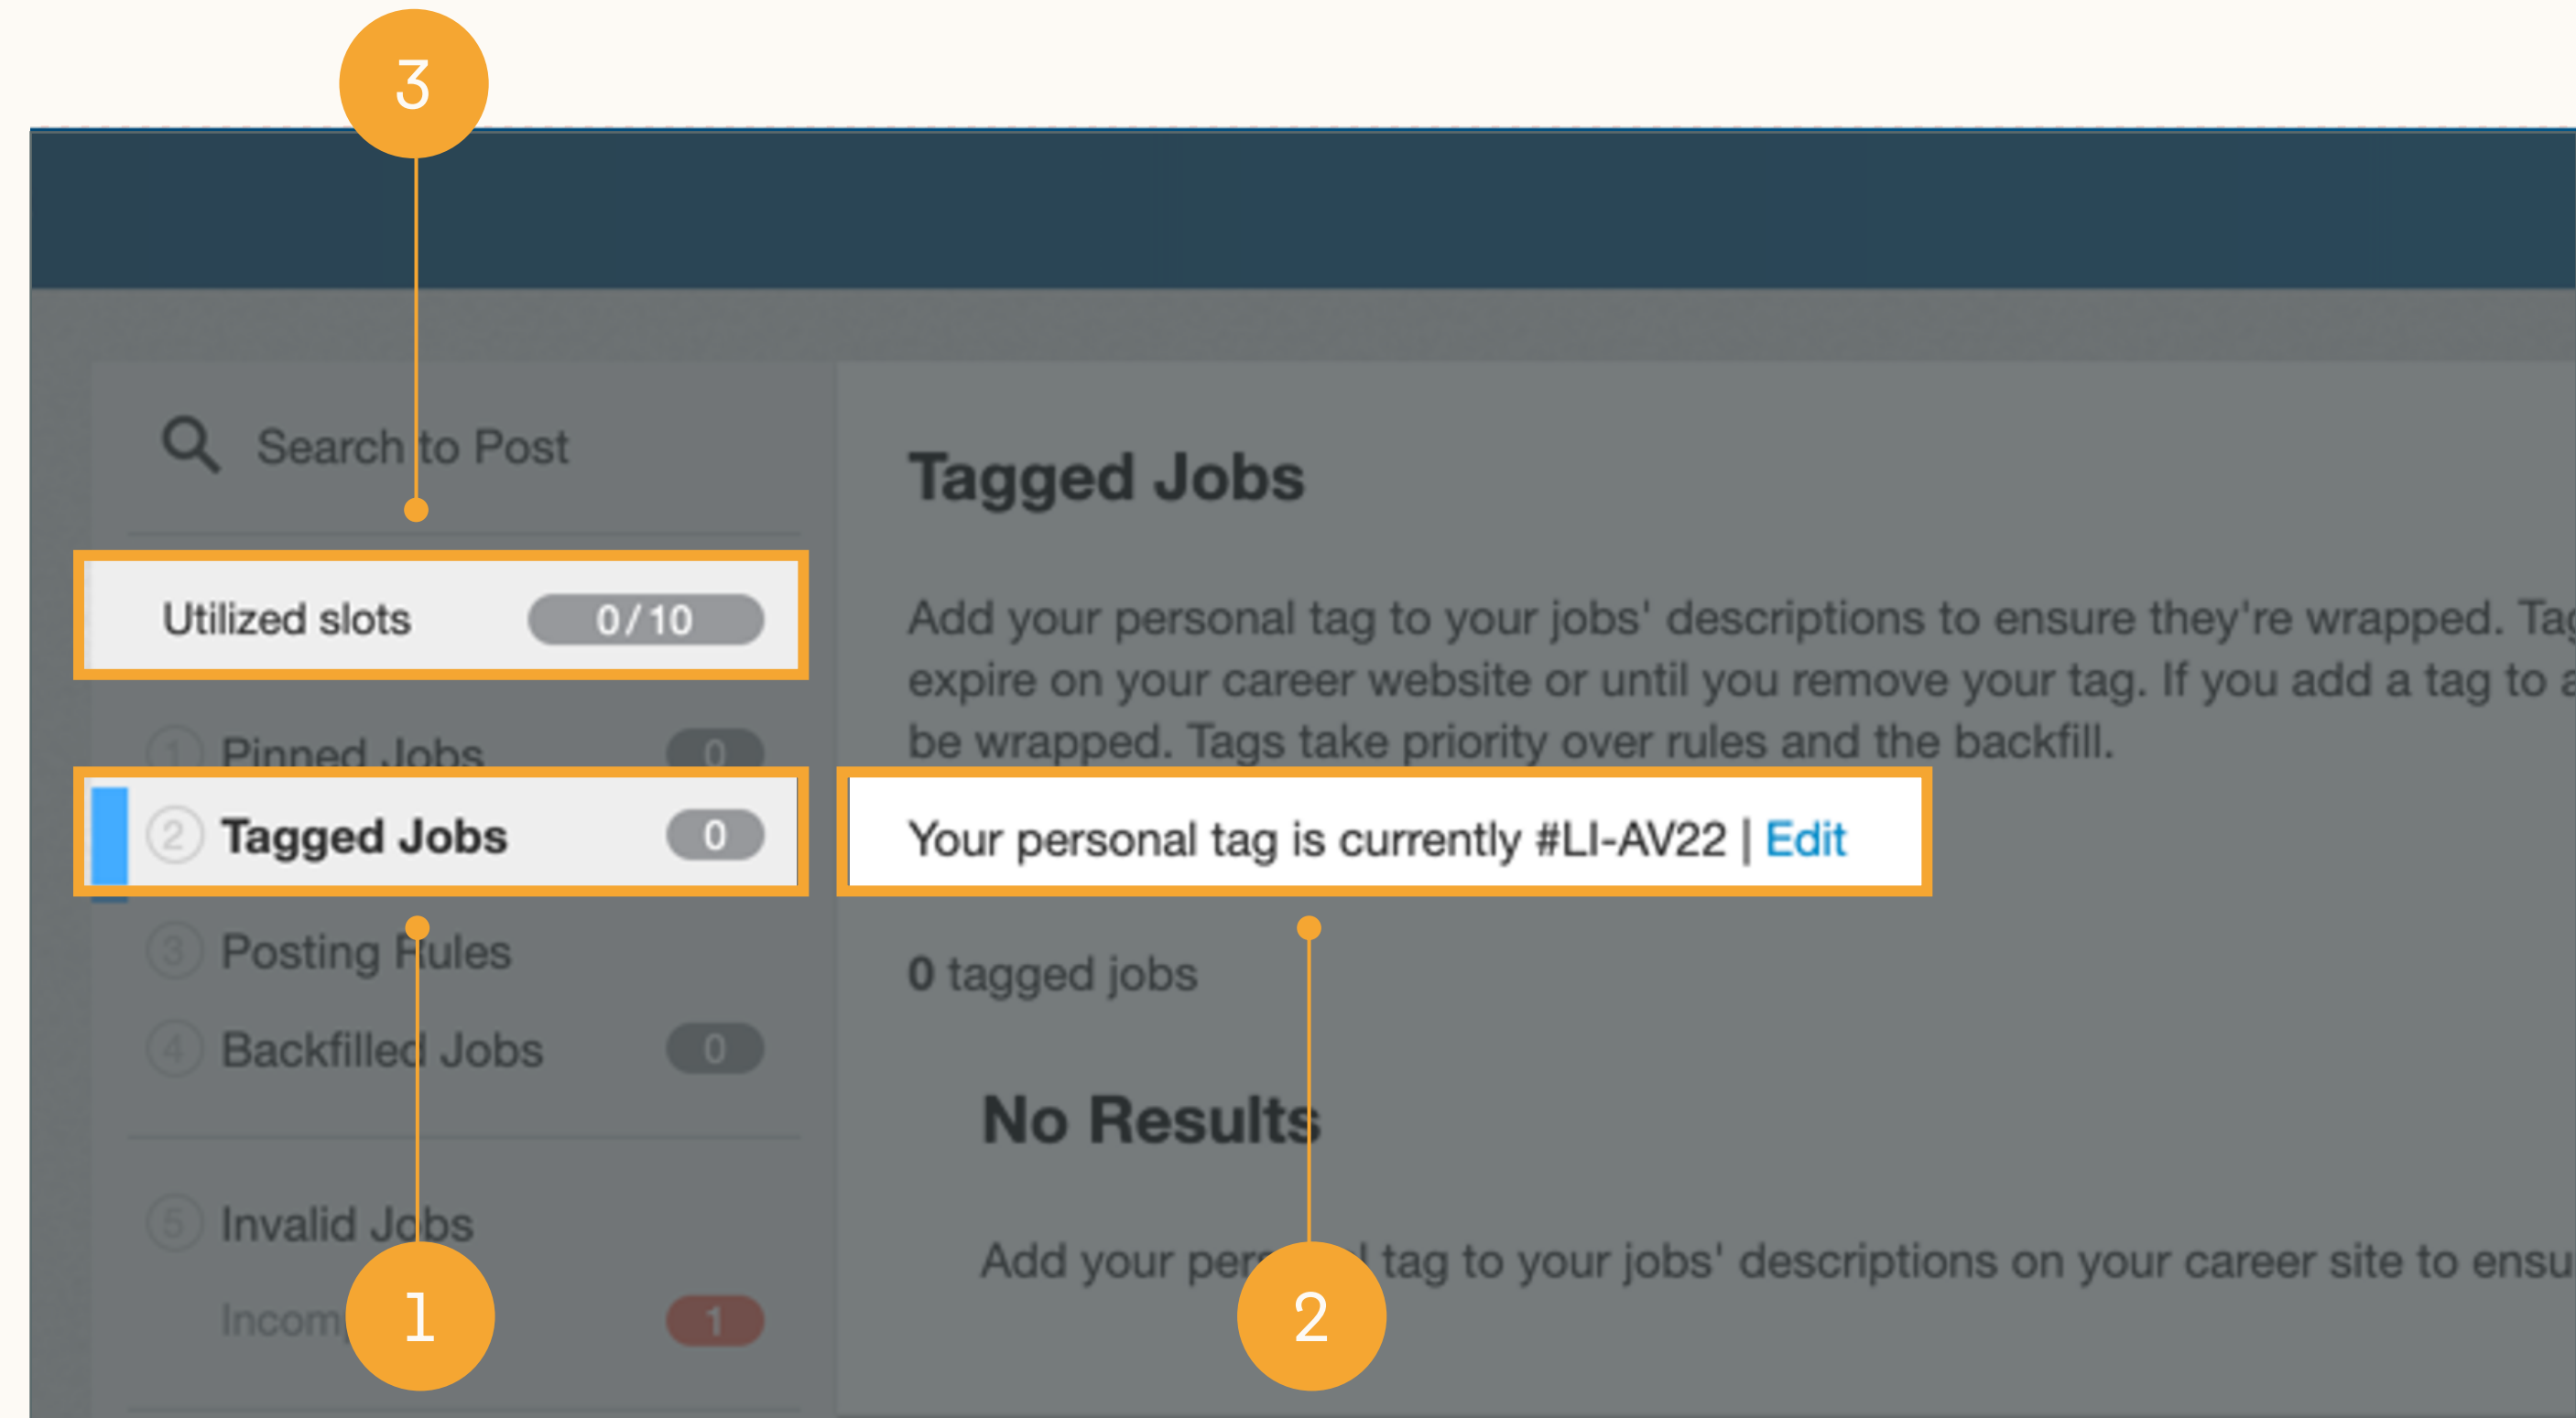 3
Search to Post
Utilized slots 0/10
1 Pinned Jobs 0
2 Tagged Jobs 0
3 Posting Rules
4 Backfilled Jobs 0
5 Invalid Jobs
1
1
Tagged Jobs
Add your personal tag to your jobs' descriptions to ensure they're wrapped.
expire on your career website or until you remove your tag. If you add a tag to
be wrapped. Tags take priority over rules and the backfill.
Your personal tag is currently #LI-AV22 | Edit
0 tagged jobs
No Results
Add your tag to your jobs' descriptions on your career site to
2